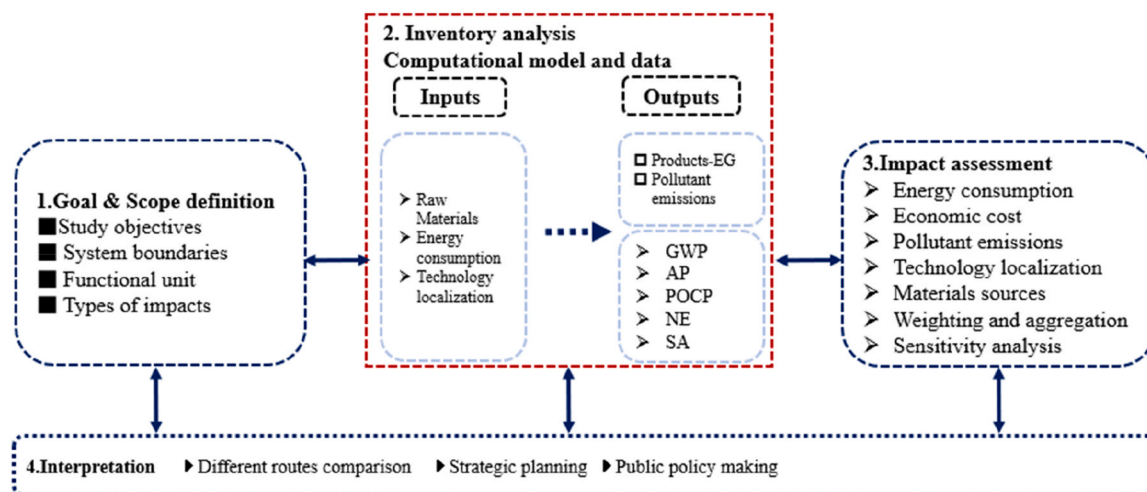 1.Goal & Scope definition
Study objectives
System boundaries
Functional unit
Types of impacts
2. Inventory analysis
Computational model and data
Inputs
Raw
Materials
Energy
consumption
Technology
localization
Outputs
Products-EG
Pollutant
emissions
GWP
AP
POCP
NE
SA
3.Impact assessment
Energy consumption
Economic cost
Pollutant emissions
Technology localization
Materials sources
Weighting and aggregation
Sensitivity analysis
4.Interpretation Different routes comparison Strategic planning Public policy making